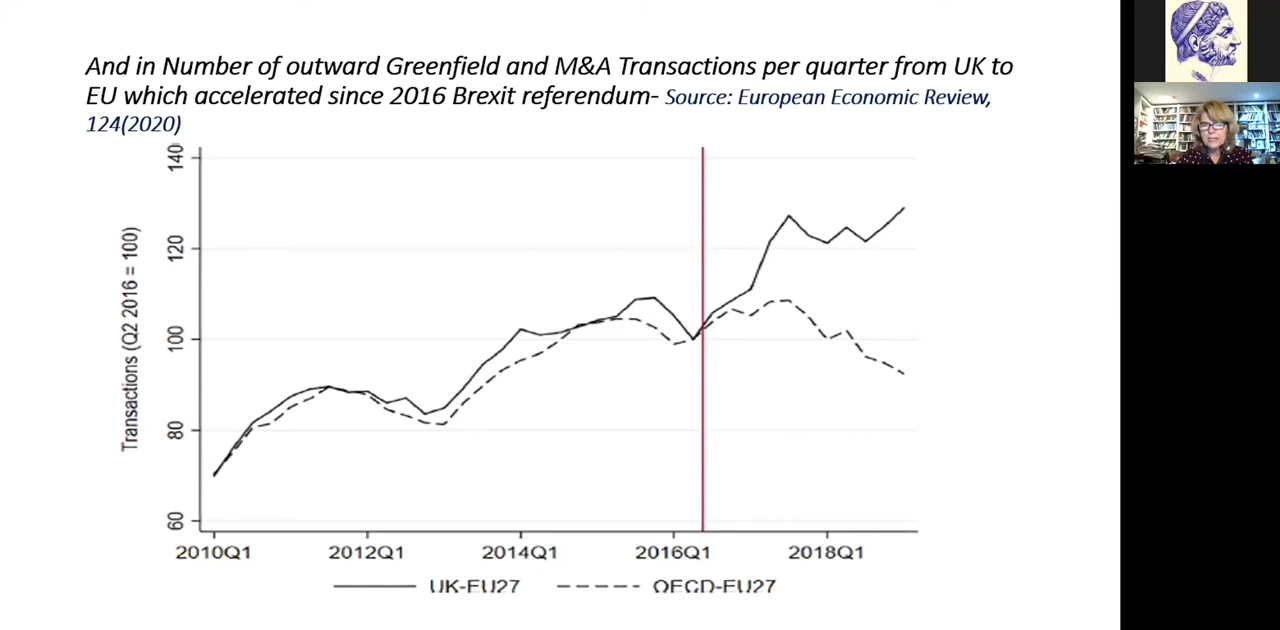 And in Number of outward Greenfield and M&A Transactions per quarter from UK to
EU which accelerated since 2016 Brexit referendum- Source: European Economic Review,
124(2020)
140
120
100
80
60
Transactions (Q2 2016 = 100)
2010Q1 2012Q1 2014Q1 2016Q1 2018Q1
UK-EU27 OECD-EU27